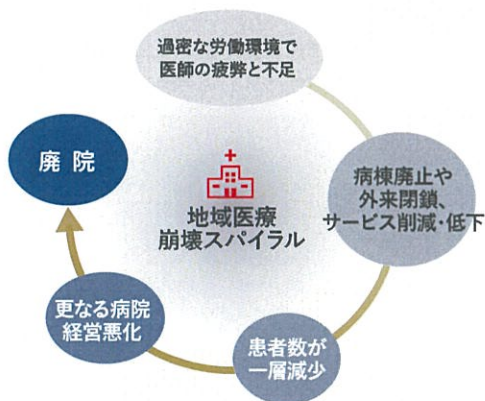 過密な労働環境で
医師の疲弊と不足
病棟廃止や
外来閉鎖、
サービス削減・低下
患者数が
一層減少
更なる病院
経営悪化
廃院
地域医療
崩壊スパイラル